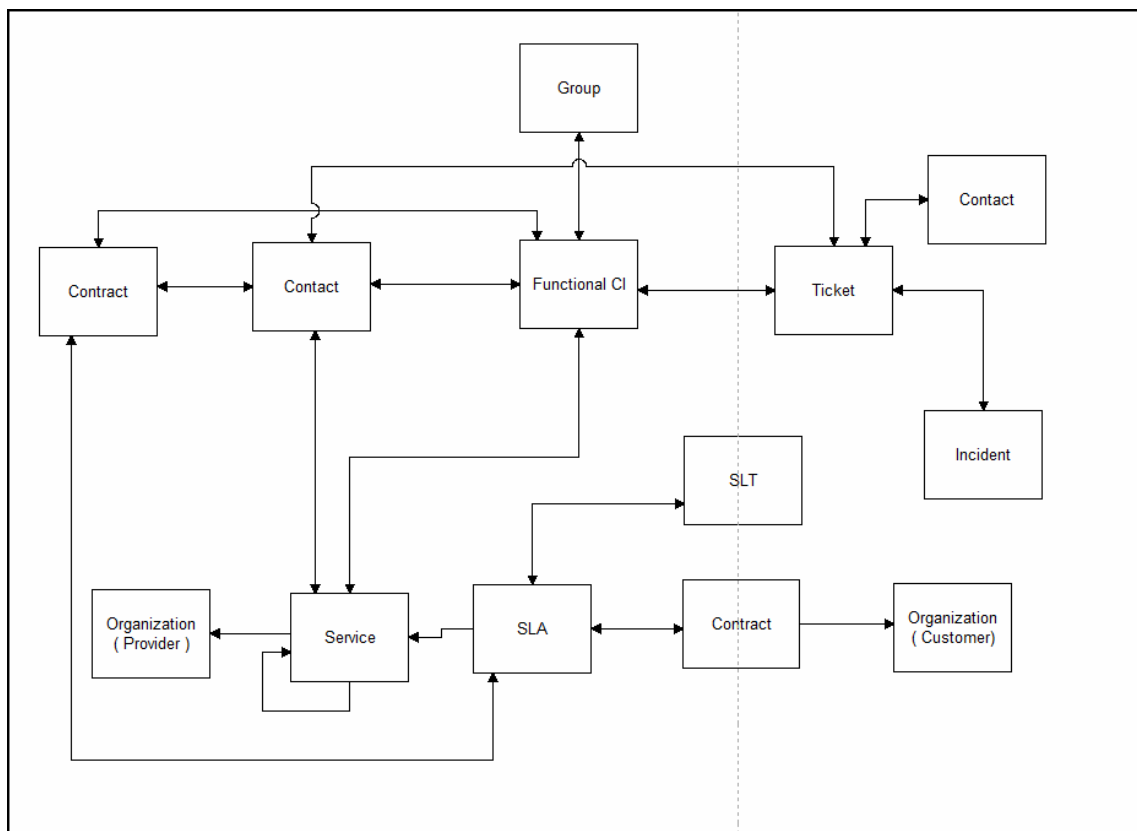 Group
Contact
Contract
Contact
Functional CI
Ticket
Incident
SLT
Organization
( Provider )
Service
SLA
Contract
Organization
( Customer)